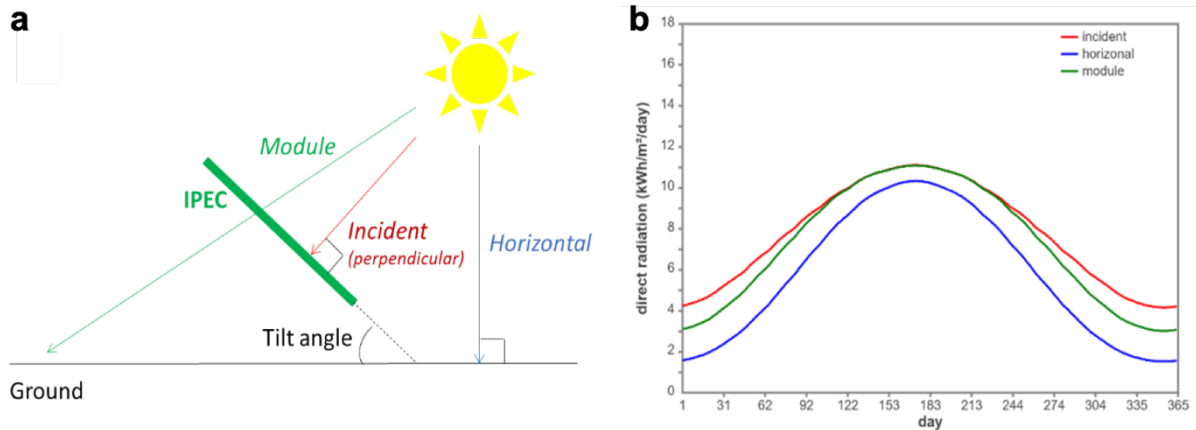 a
Module
IPEC
Incident
(perpendicular)
Horizontal
Tilt angle
Ground
b
direct radiation (kWh/m²/day)
18
16
14
12
10
8
6
4
2
0
incident
horizonal
module
1 31 62 92 122 153 183 213 244 274 304 335 365
day